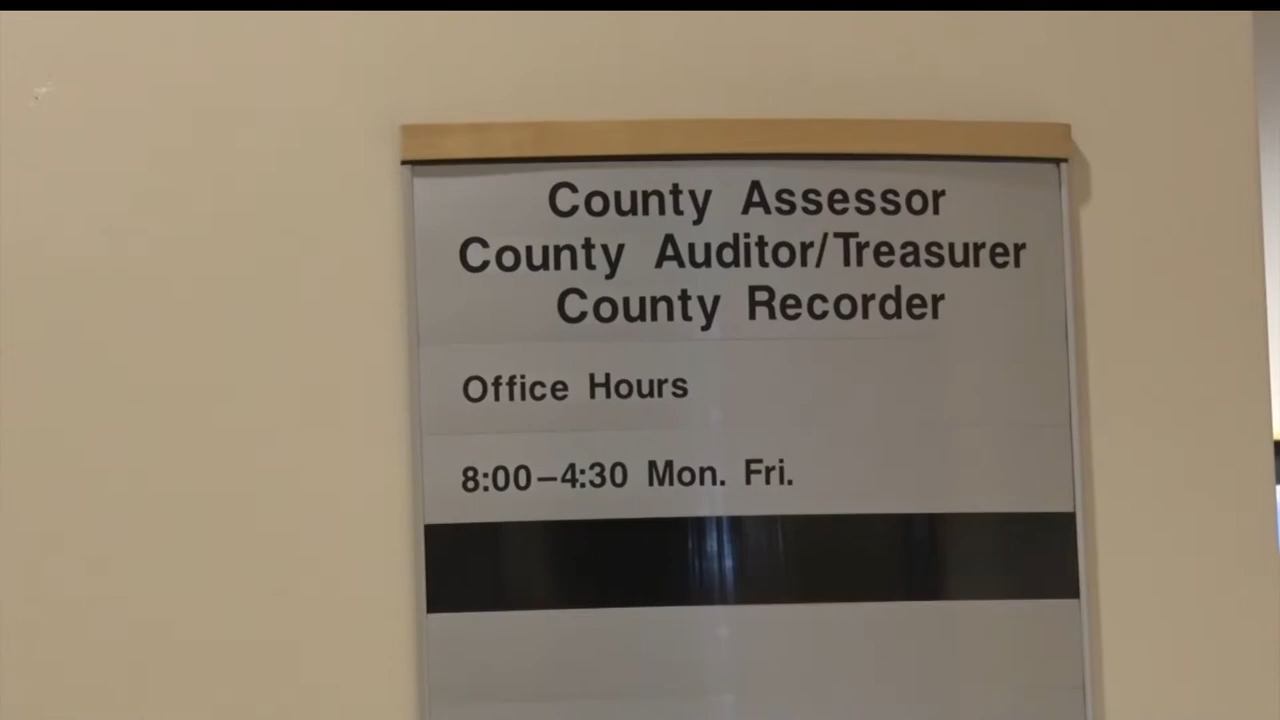 County Assessor
County Auditor/Treasurer
County Recorder
Office Hours
8:00–4:30 Mon. Fri.